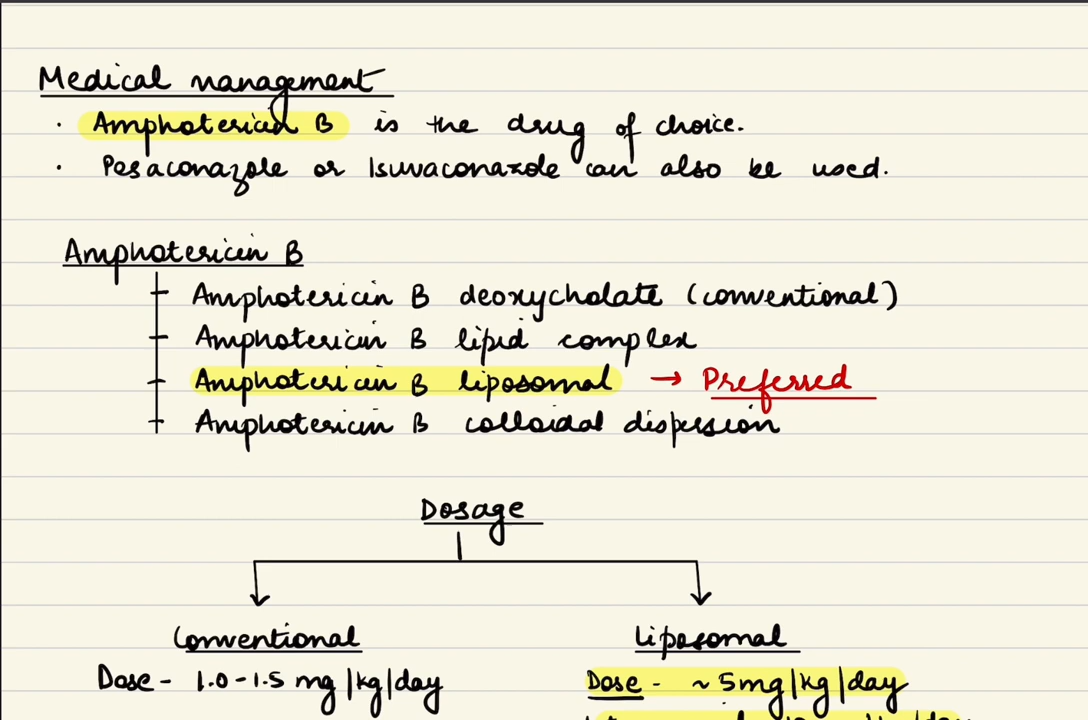 Medical management
· Amphotericin B is the drug of choice.
· Posaconazole or Isuvaconazole can also be used.
Amphotericin B
Amphotericin B deoxycholate (conventional)
Amphotericin B lipid complex
Amphotericin B liposomal → Preferred
Amphotericin B colloidal dispersion
Dosage
Conventional Liposomal
Dose - 1.0-1.5 mg/kg/day Dose - ~ 5mg/kg/day